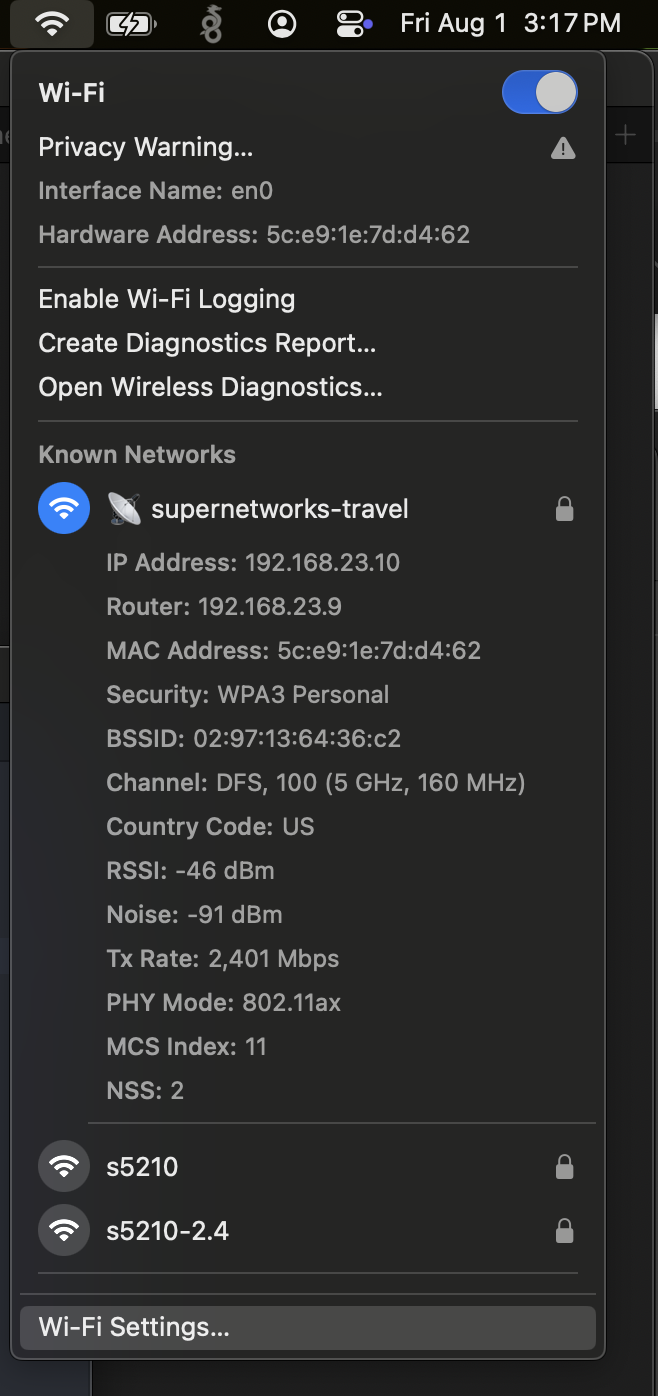 Fri Aug 1 3:17 PM
Wi-Fi
Privacy Warning...
Interface Name: en0
Hardware Address: 5c:e9:1e:7d:d4:62
Enable Wi-Fi Logging
Create Diagnostics Report...
Open Wireless Diagnostics...
Known Networks
supernetworks-travel
IP Address: 192.168.23.10
Router: 192.168.23.9
MAC Address: 5c:e9:1e:7d:d4:62
Security: WPA3 Personal
BSSID: 02:97:13:64:36:c2
Channel: DFS, 100 (5 GHz, 160 MHz)
Country Code: US
RSSI: -46 dBm
Noise: -91 dBm
Tx Rate: 2,401 Mbps
PHY Mode: 802.11ax
MCS Index: 11
NSS: 2
s5210
s5210-2.4
Wi-Fi Settings...